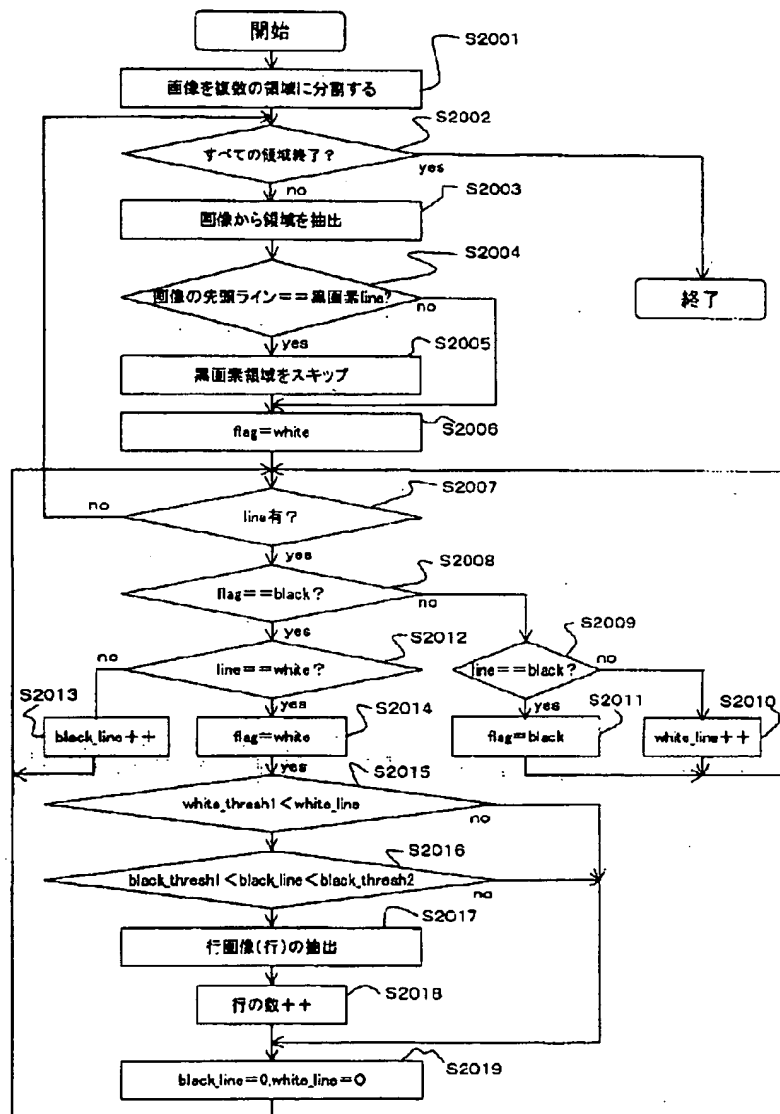 開始
S2001
画像を複数の領域に分割する
S2002
すべての領域終了?
yes
no
S2003
画像から領域を抽出
S2004
画像の先頭ライン==黒画素line?
no
終了
yes
S2005
黒画素領域をスキップ
S2006
flag=white
S2007
no
line有?
yes
S2008
flag==black?
no
yes
S2012
S2009
no
line==white?
line==black?
no
S2013
yes
S2014
yes
S2011
S2010
black_line++
flag=white
flag=black
white_line++
yes
S2015
white_thresh1<white_line
no
S2016
black_thresh1<black_line<black_thresh2
no
S2017
行画像(行)の抽出
S2018
行の数++
S2019
black_line=0,white_line=0